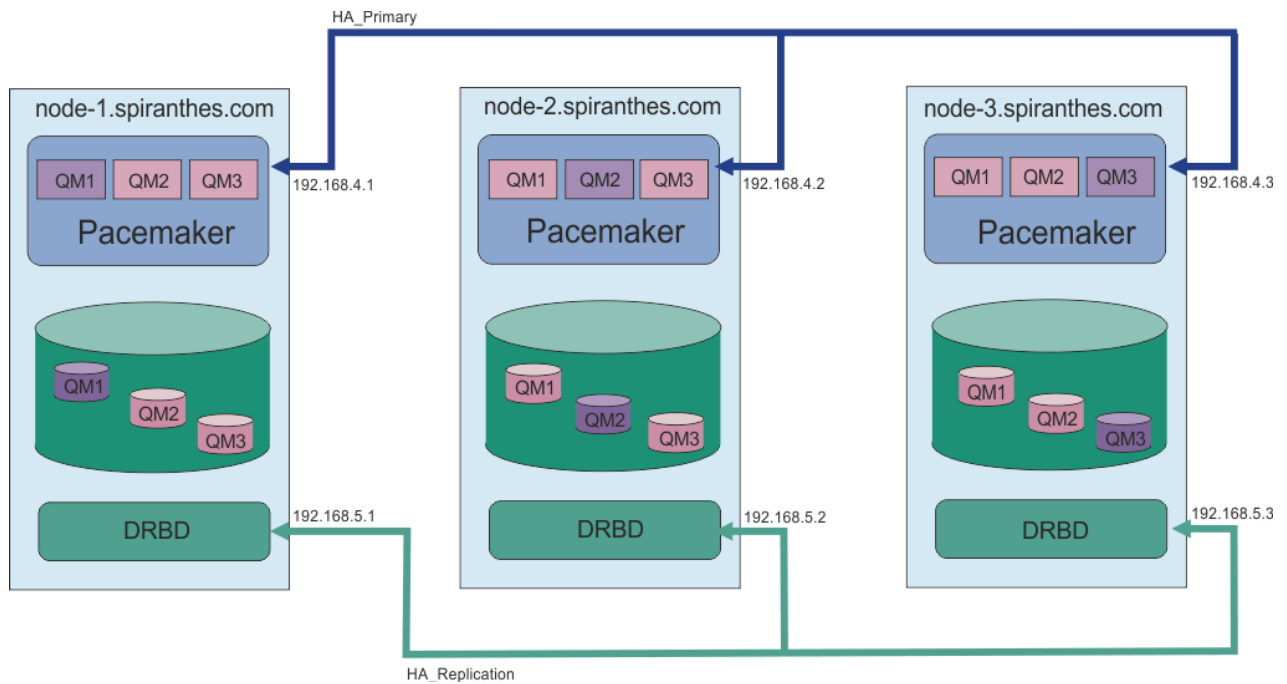 HA_Primary
node-1.spiranthes.com
QM1 QM2 QM3
Pacemaker
192.168.4.1
QM1
QM2
QM3
DRBD
192.168.5.1
node-2.spiranthes.com
QM1 QM2 QM3
Pacemaker
192.168.4.2
QM1
QM2
QM3
DRBD
192.168.5.2
node-3.spiranthes.com
QM1 QM2 QM3
Pacemaker
192.168.4.3
QM1
QM2
QM3
DRBD
192.168.5.3
HA_Replication